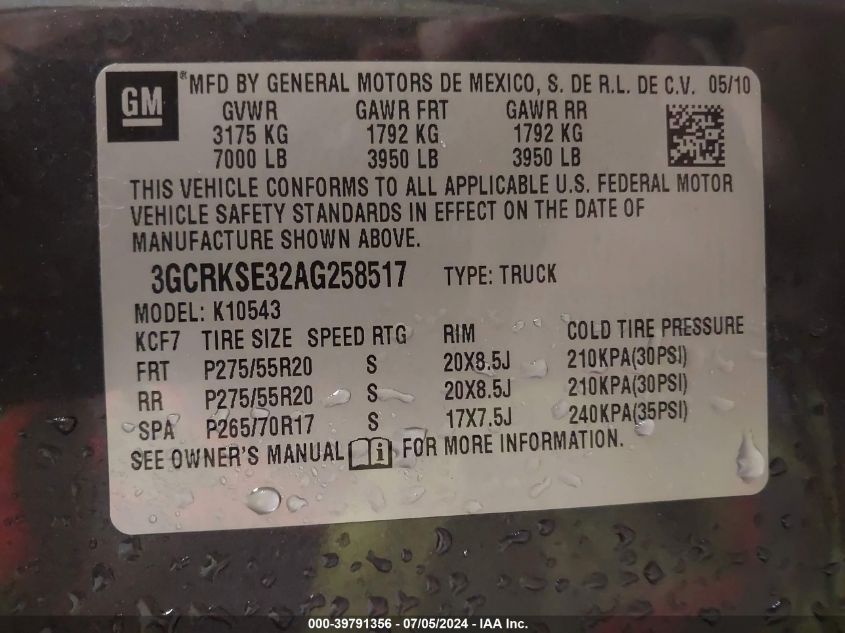 GM ®MFD BY GENERAL MOTORS DE MEXICO, S. DE R.L. DE C.V. 05/10
GVWR GAWR FRT GAWR RR
3175 KG 1792 KG 1792 KG
7000 LB 3950 LB 3950 LB
THIS VEHICLE CONFORMS TO ALL APPLICABLE U.S. FEDERAL MOTOR
VEHICLE SAFETY STANDARDS IN EFFECT ON THE DATE OF
MANUFACTURE SHOWN ABOVE.
3GCRKSE32AG258517 TYPE: TRUCK
MODEL: K10543
KCF7 TIRE SIZE SPEED RTG RIM COLD TIRE PRESSURE
FRT P275/55R20 S 20X8.5J 210KPA(30PSI)
RR P275/55R20 S 20X8.5J 210KPA(30PSI)
SPA P265/70R17 S 17X7.5J 240KPA(35PSI)
SEE OWNER'S MANUAL i FOR MORE INFORMATION.
000-39791356 - 07/05/2024 - IAA Inc.